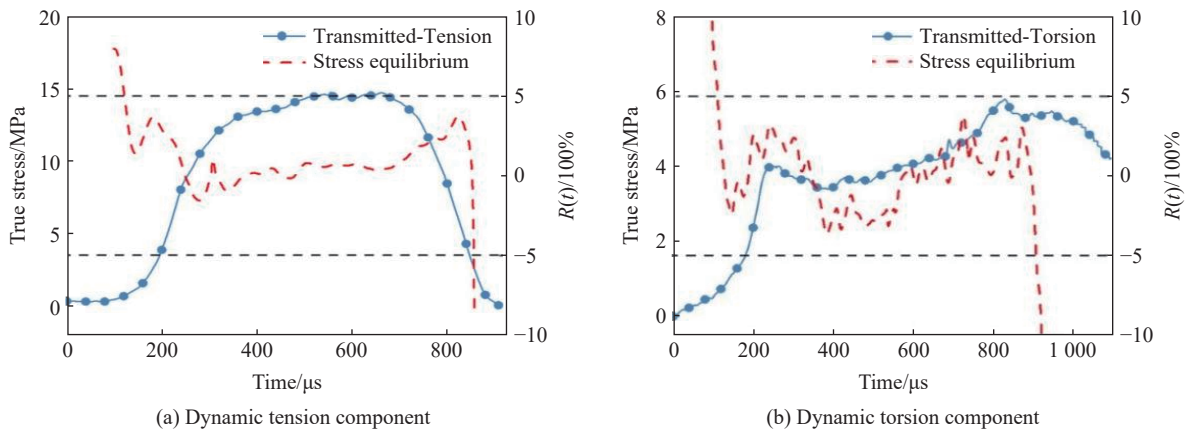 20
15
10
5
0
True stress/MPa
Transmitted-Tension
Stress equilibrium
10
5
0
−5
−10
R(t)/100%
0
200
400
600
800
Time/μs
(a) Dynamic tension component
8
6
4
2
0
True stress/MPa
Transmitted-Torsion
Stress equilibrium
10
5
0
−5
−10
R(t)/100%
0
200
400
600
800
1 000
Time/μs
(b) Dynamic torsion component